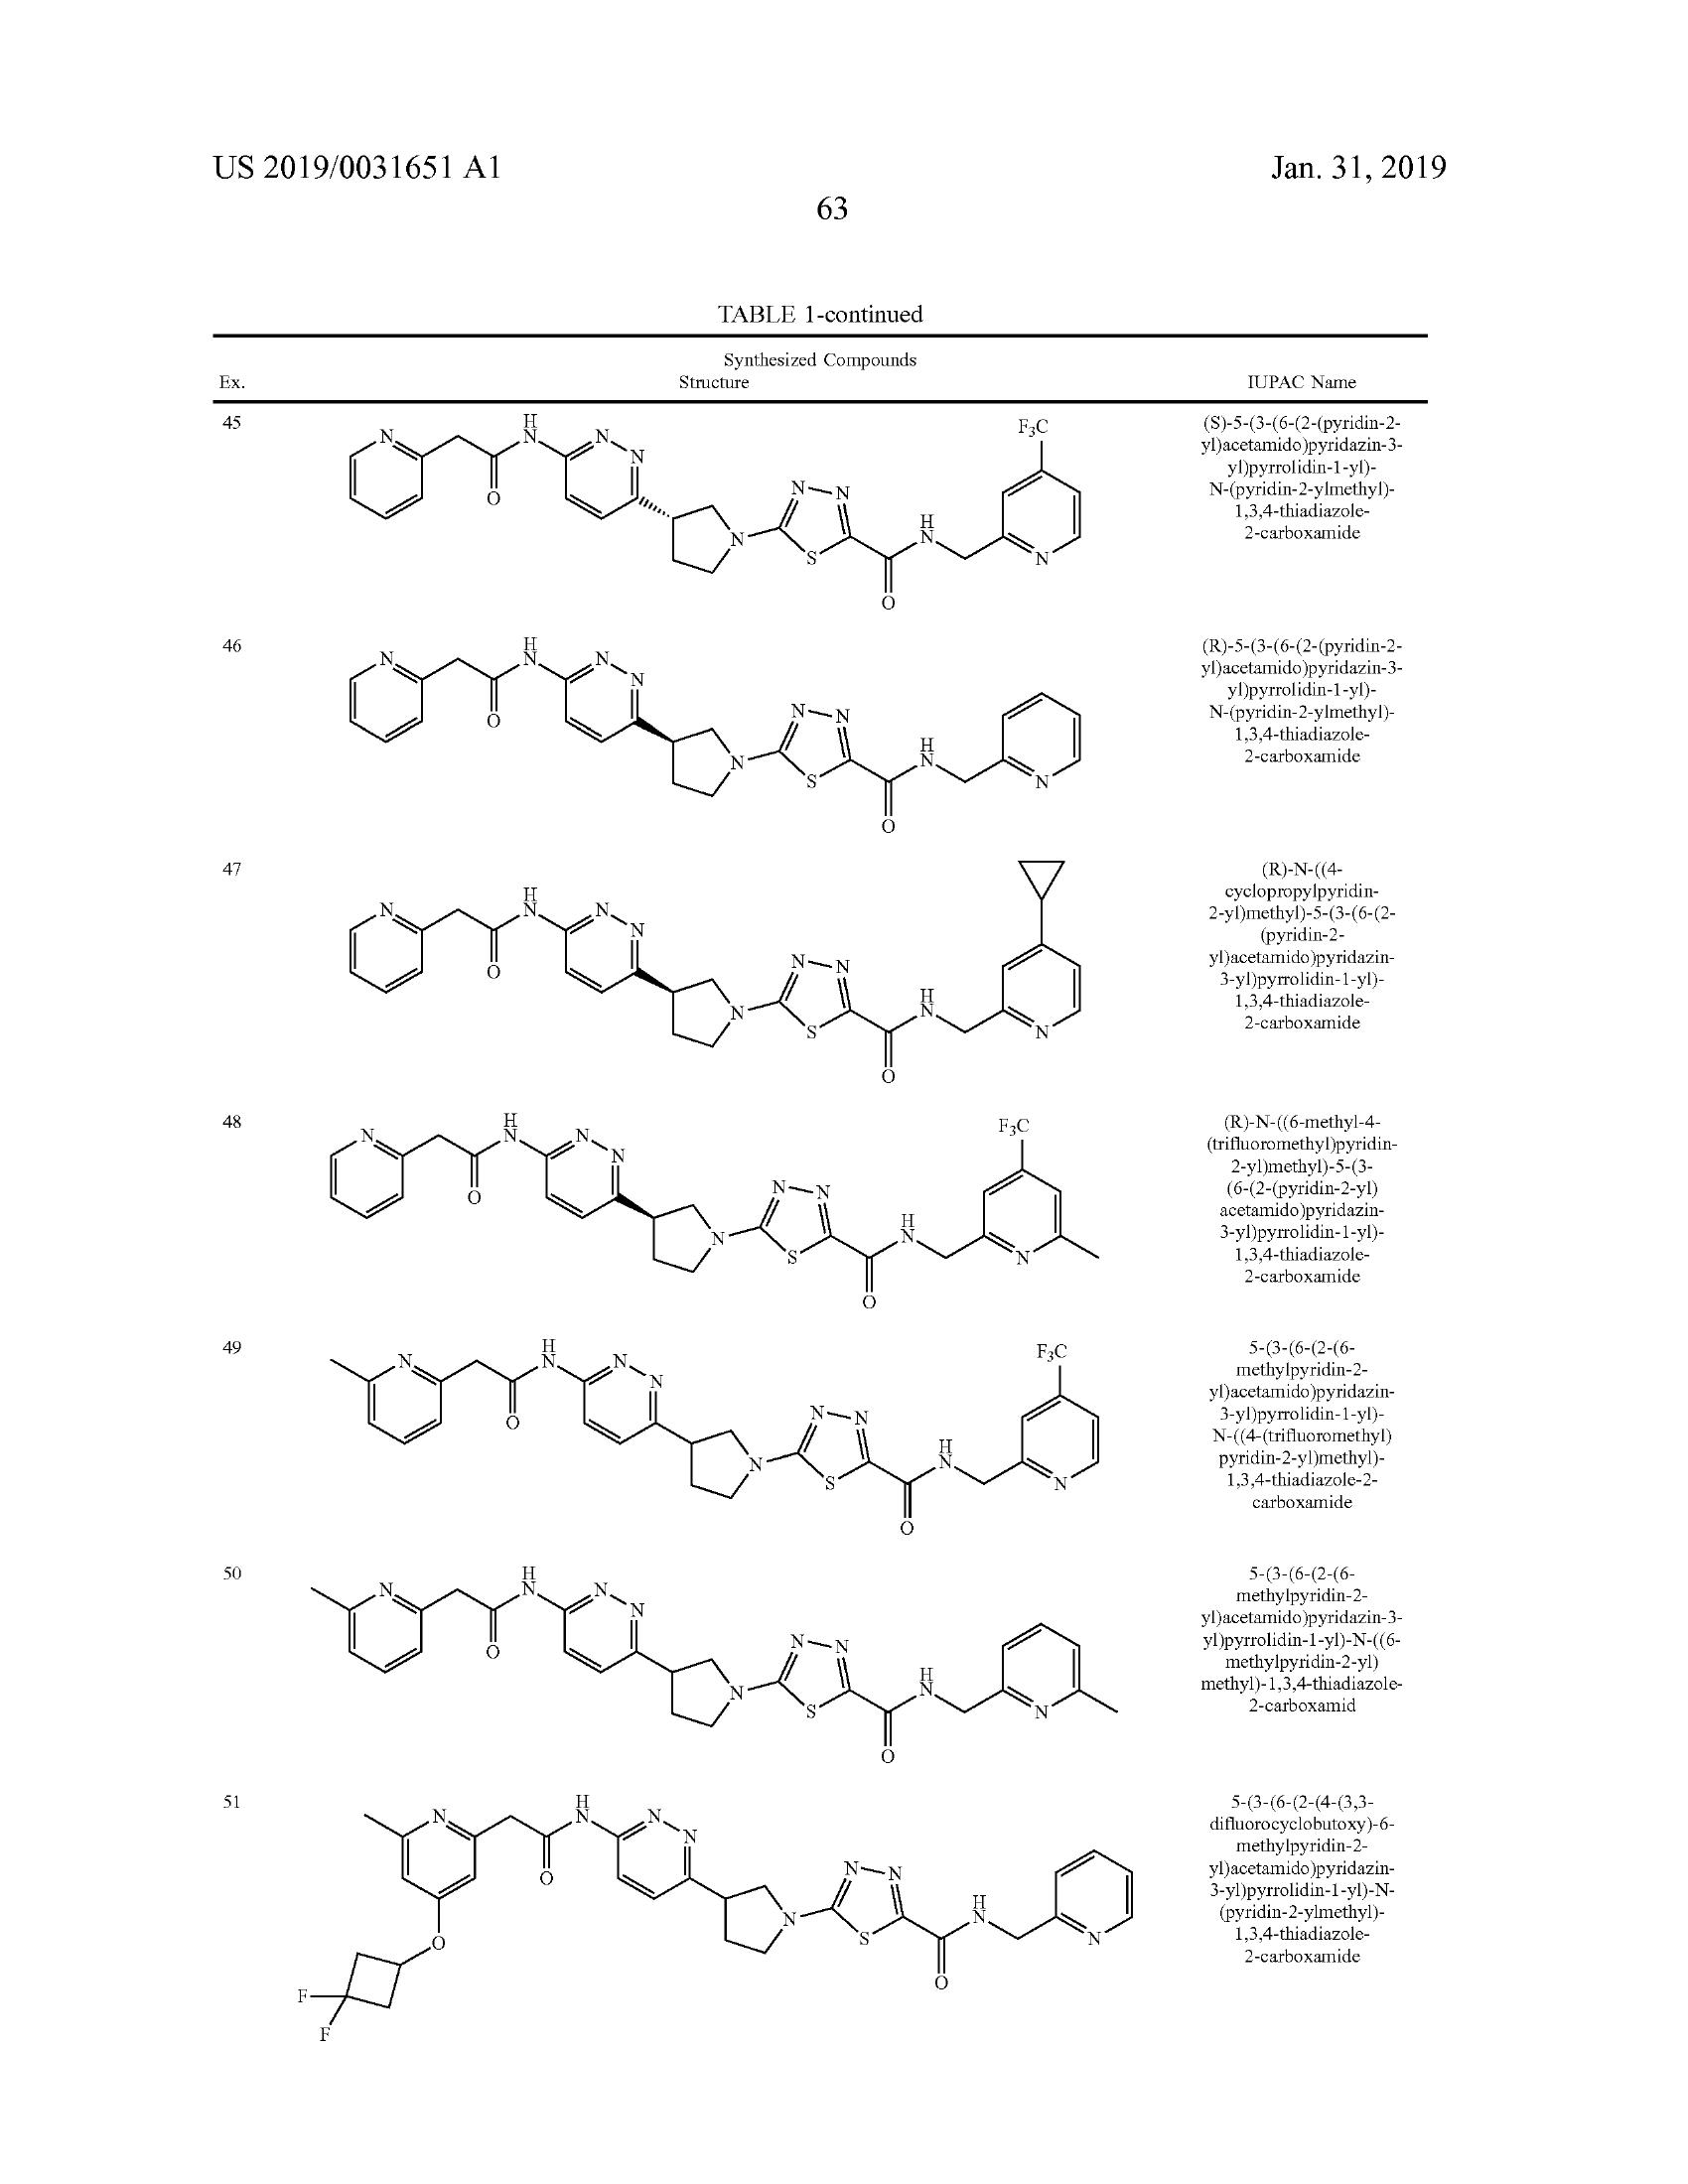 US 2019/0031651 A1
Jan. 31, 2019
63
TABLE 1-continued
Synthesized Compounds
Ex.
Structure
IUPAC Name
45
H
N
N
N
N
O
N
N
N
S
H
N
O
F3C
N
(S)-5-(3-(6-(2-(pyridin-2-
yl)acetamido)pyridazin-3-
yl)pyrrolidin-1-yl)-
N-(pyridin-2-ylmethyl)-
1,3,4-thiadiazole-
2-carboxamide
46
H
N
N
N
N
O
N
N
N
S
H
N
O
N
(R)-5-(3-(6-(2-(pyridin-2-
yl)acetamido)pyridazin-3-
yl)pyrrolidin-1-yl)-
N-(pyridin-2-ylmethyl)-
1,3,4-thiadiazole-
2-carboxamide
47
H
N
N
N
N
O
N
N
N
S
H
N
O
N
(R)-N-((4-
cyclopropylpyridin-
2-yl)methyl)-5-(3-(6-(2-
(pyridin-2-
yl)acetamido)pyridazin-
3-yl)pyrrolidin-1-yl)-
1,3,4-thiadiazole-
2-carboxamide
48
H
N
N
N
N
O
N
N
N
S
H
N
O
F3C
N
(R)-N-((6-methyl-4-
(trifluoromethyl)pyridin-
2-yl)methyl)-5-(3-
(6-(2-(pyridin-2-yl)
acetamido)pyridazin-
3-yl)pyrrolidin-1-yl)-
1,3,4-thiadiazole-
2-carboxamide
49
H
N
N
N
N
O
N
N
N
S
H
N
O
F3C
N
5-(3-(6-(2-(6-
methylpyridin-2-
yl)acetamido)pyridazin-
3-yl)pyrrolidin-1-yl)-
N-((4-(trifluoromethyl)
pyridin-2-yl)methyl)-
1,3,4-thiadiazole-2-
carboxamide
50
H
N
N
N
N
O
N
N
N
S
H
N
O
N
5-(3-(6-(2-(6-
methylpyridin-2-
yl)acetamido)pyridazin-3-
yl)pyrrolidin-1-yl)-N-((6-
methylpyridin-2-yl)
methyl)-1,3,4-thiadiazole-
2-carboxamid
51
H
N
N
N
N
O
N
N
N
S
H
N
O
N
O
F
F
5-(3-(6-(2-(4-(3,3-
difluorocyclobutoxy)-6-
methylpyridin-2-
yl)acetamido)pyridazin-
3-yl)pyrrolidin-1-yl)-N-
(pyridin-2-ylmethyl)-
1,3,4-thiadiazole-
2-carboxamide